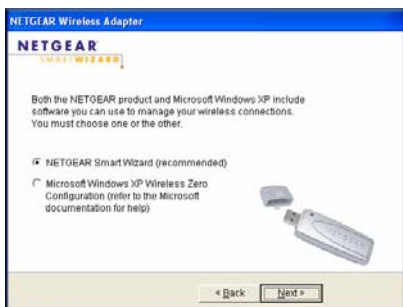 NETGEAR Wireless Adapter
NETGEAR
SMARTWIZARD
Both the NETGEAR product and Microsoft Windows XP include
software you can use to manage your wireless connections.
You must choose one or the other.
NETGEAR Smart Wizard (recommended)
Microsoft Windows XP Wireless Zero
Configuration (refer to the Microsoft
documentation for help)
< Back
Next >